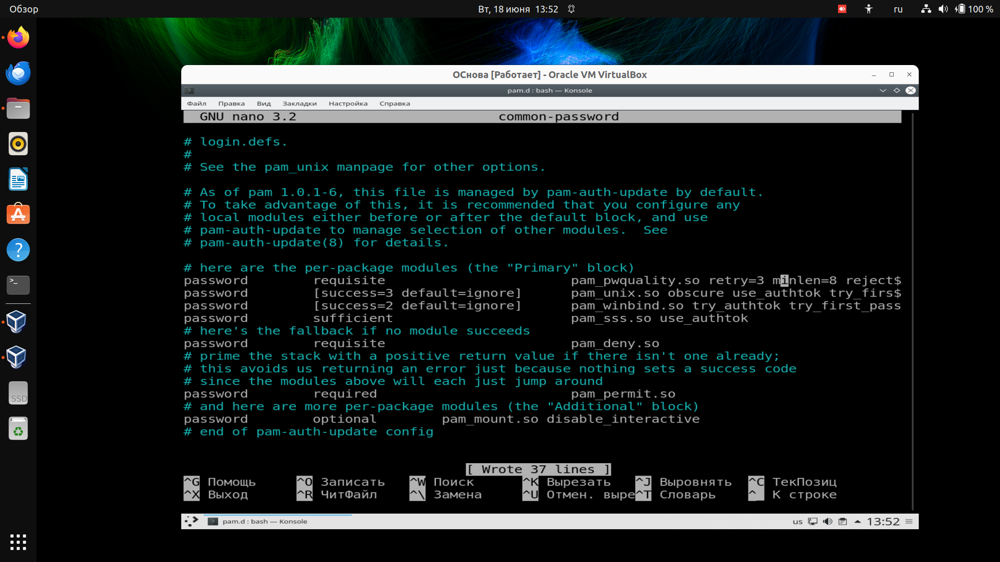 Обзор
Вт, 18 июня 13:52
ru
100 %
ОСнова [Работает] - Oracle VM VirtualBox
pam.d : bash — Konsole
Файл Правка Вид Закладки Настройка Справка
GNU nano 3.2 common-password
# login.defs.
#
# See the pam_unix manpage for other options.
# As of pam 1.0.1-6, this file is managed by pam-auth-update by default.
# To take advantage of this, it is recommended that you configure any
# local modules either before or after the default block, and use
# pam-auth-update to manage selection of other modules.  See
# pam-auth-update(8) for details.
# here are the per-package modules (the "Primary" block)
password requisite pam_pwquality.so retry=3 minlen=8 reject$
password [success=3 default=ignore] pam_unix.so obscure use_authtok try_firs$
password [success=2 default=ignore] pam_winbind.so try_authtok try_first_pass
password sufficient pam_sss.so use_authtok
# here's the fallback if no module succeeds
password requisite pam_deny.so
# prime the stack with a positive return value if there isn't one already;
# this avoids us returning an error just because nothing sets a success code
# since the modules above will each just jump around
password required pam_permit.so
# and here are more per-package modules (the "Additional" block)
password optional pam_mount.so disable_interactive
# end of pam-auth-update config
[ Wrote 37 lines ]
^G Помощь ^O Записать ^W Поиск ^K Вырезать ^J Выровнять ^C ТекПозиц
^X Выход ^R ЧитФайл ^\ Замена ^U Отмен. выре^T Словарь ^_ К строке
SSD
pam.d : bash — Konsole
us
13:52